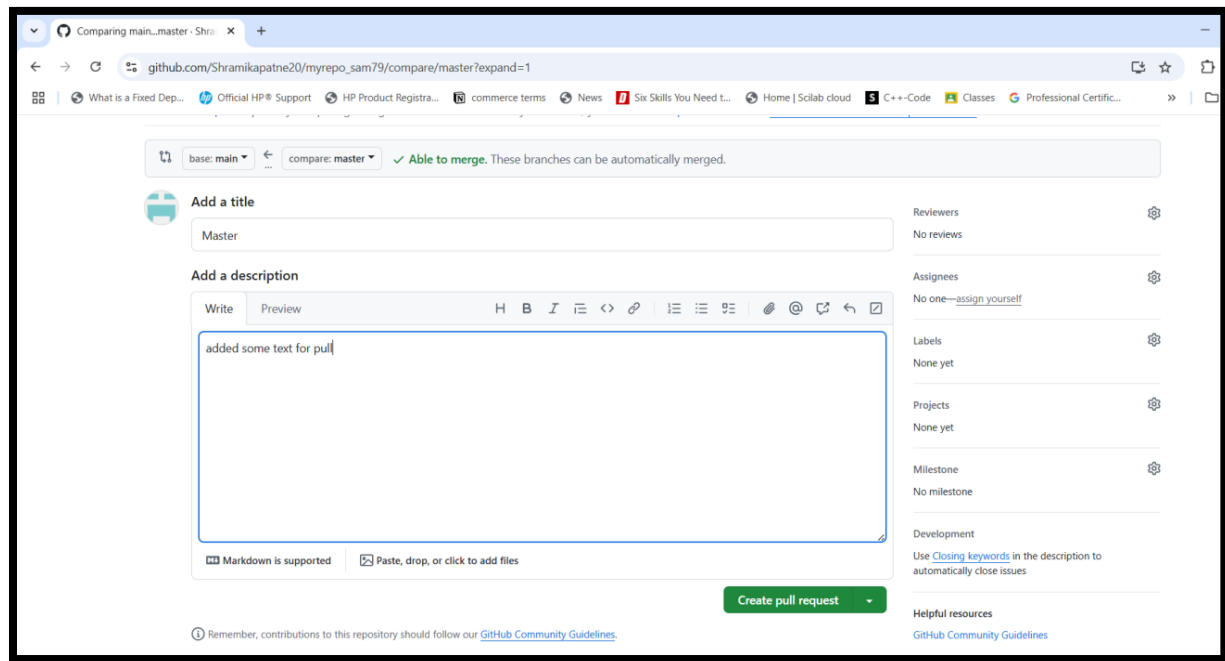 Comparing main...master · Shra
github.com/Shramikapatne20/myrepo_sam79/compare/master?expand=1
What is a Fixed Dep... Official HP® Support HP Product Registra... commerce terms News Six Skills You Need t... Home | Scilab cloud C++-Code Classes Professional Certific...
base: main compare: master Able to merge. These branches can be automatically merged.
Add a title
Master
Add a description
Write Preview
added some text for pull
Markdown is supported Paste, drop, or click to add files
Create pull request
Remember, contributions to this repository should follow our GitHub Community Guidelines.
Reviewers
No reviews
Assignees
No one—assign yourself
Labels
None yet
Projects
None yet
Milestone
No milestone
Development
Use Closing keywords in the description to
automatically close issues
Helpful resources
GitHub Community Guidelines